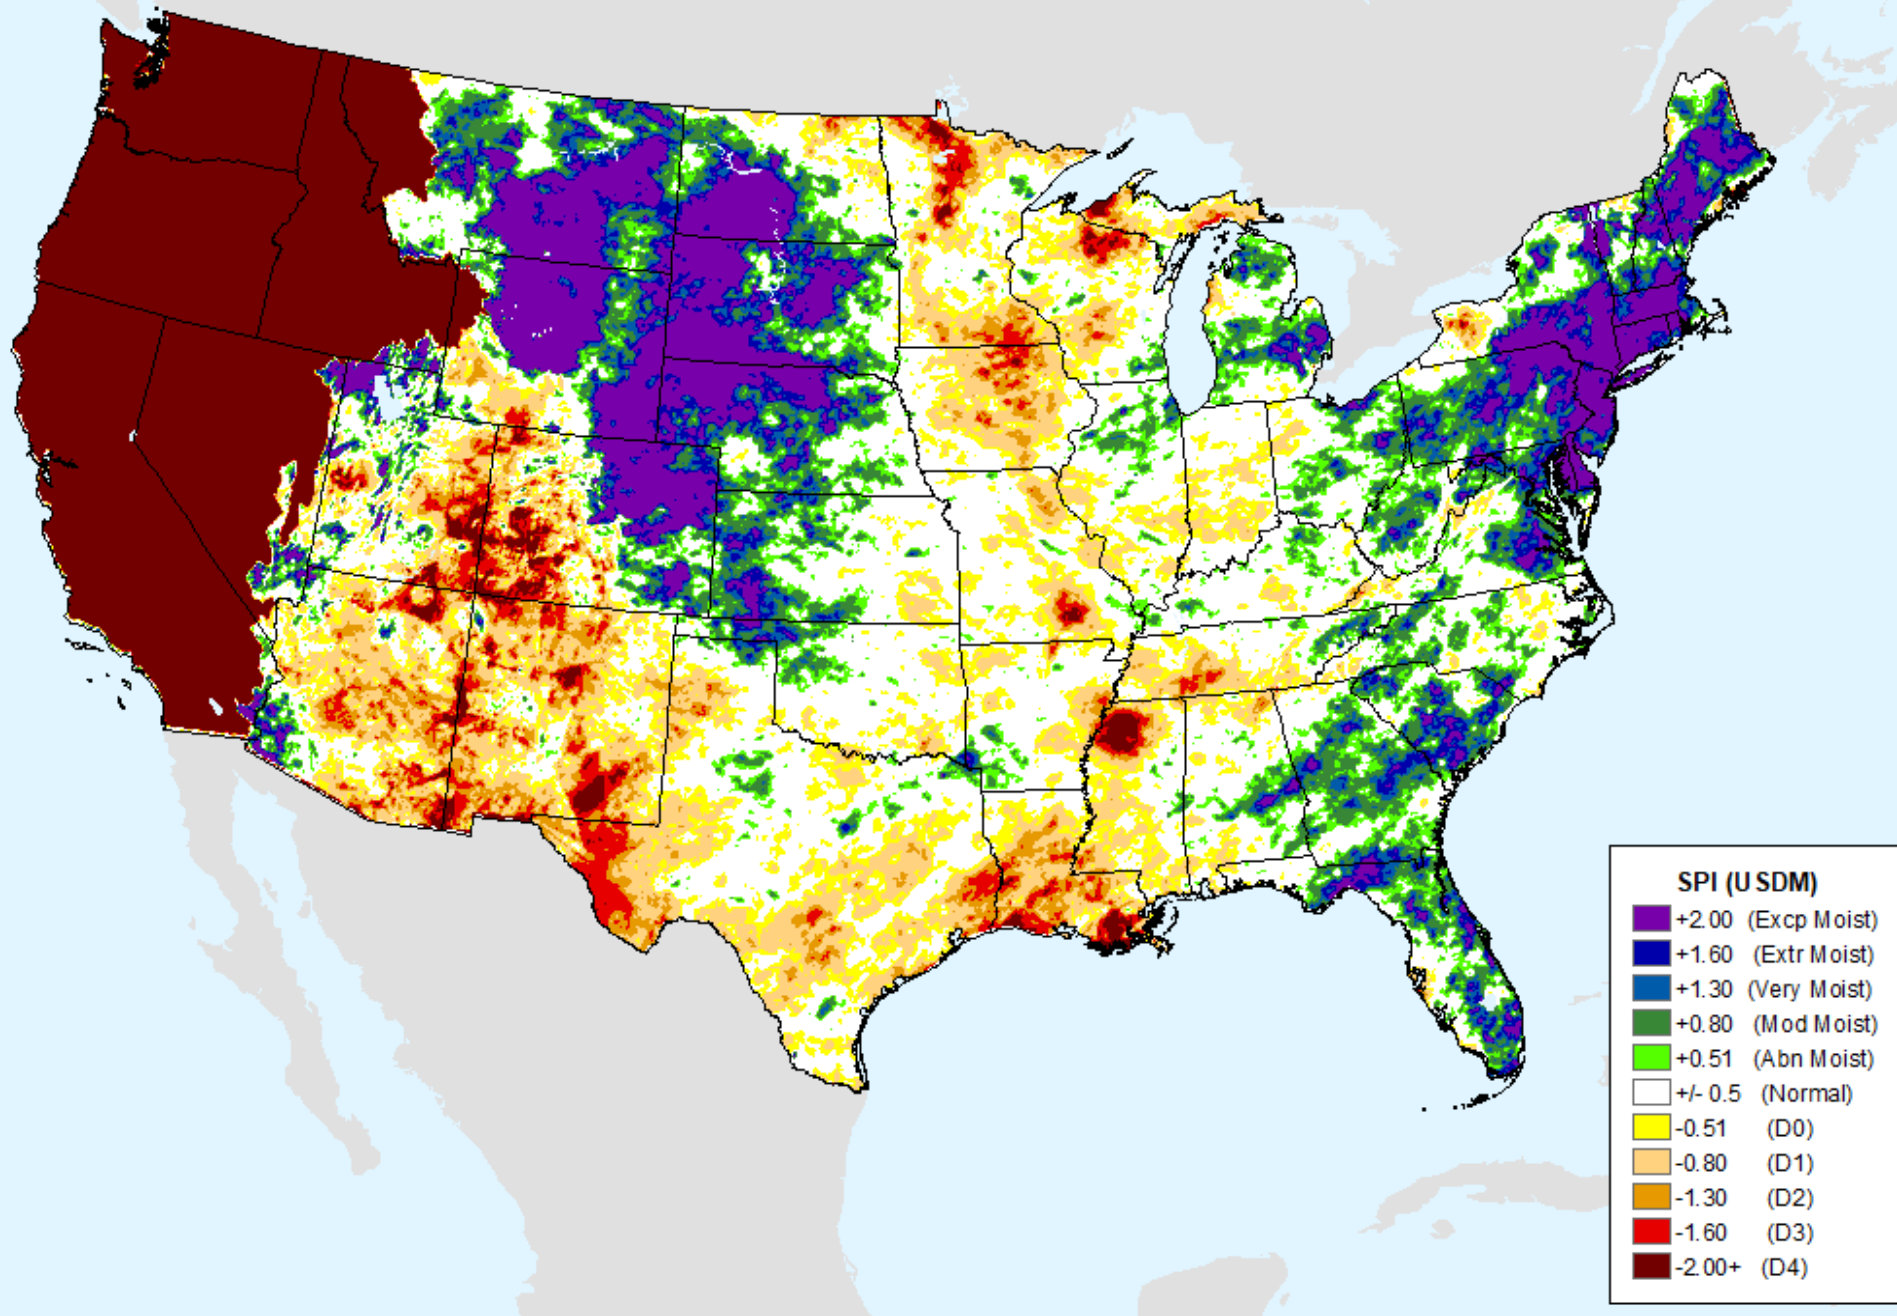 SPI (USDM)
+2.00 (Excp Moist)
+1.60 (Extr Moist)
+1.30 (Very Moist)
+0.80 (Mod Moist)
+0.51 (Abn Moist)
+/- 0.5 (Normal)
-0.51 (D0)
-0.80 (D1)
-1.30 (D2)
-1.60 (D3)
-2.00+ (D4)